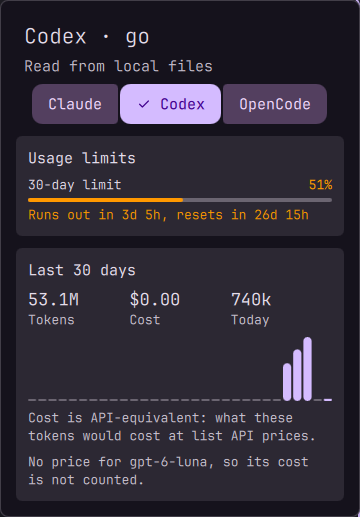 Codex · go
Read from local files
Claude
✓ Codex
OpenCode
Usage limits
30-day limit 51%
Runs out in 3d 5h, resets in 26d 15h
Last 30 days
53.1M $0.00 740k
Tokens Cost Today
Cost is API-equivalent: what these
tokens would cost at list API prices.
No price for gpt-6-luna, so its cost
is not counted.